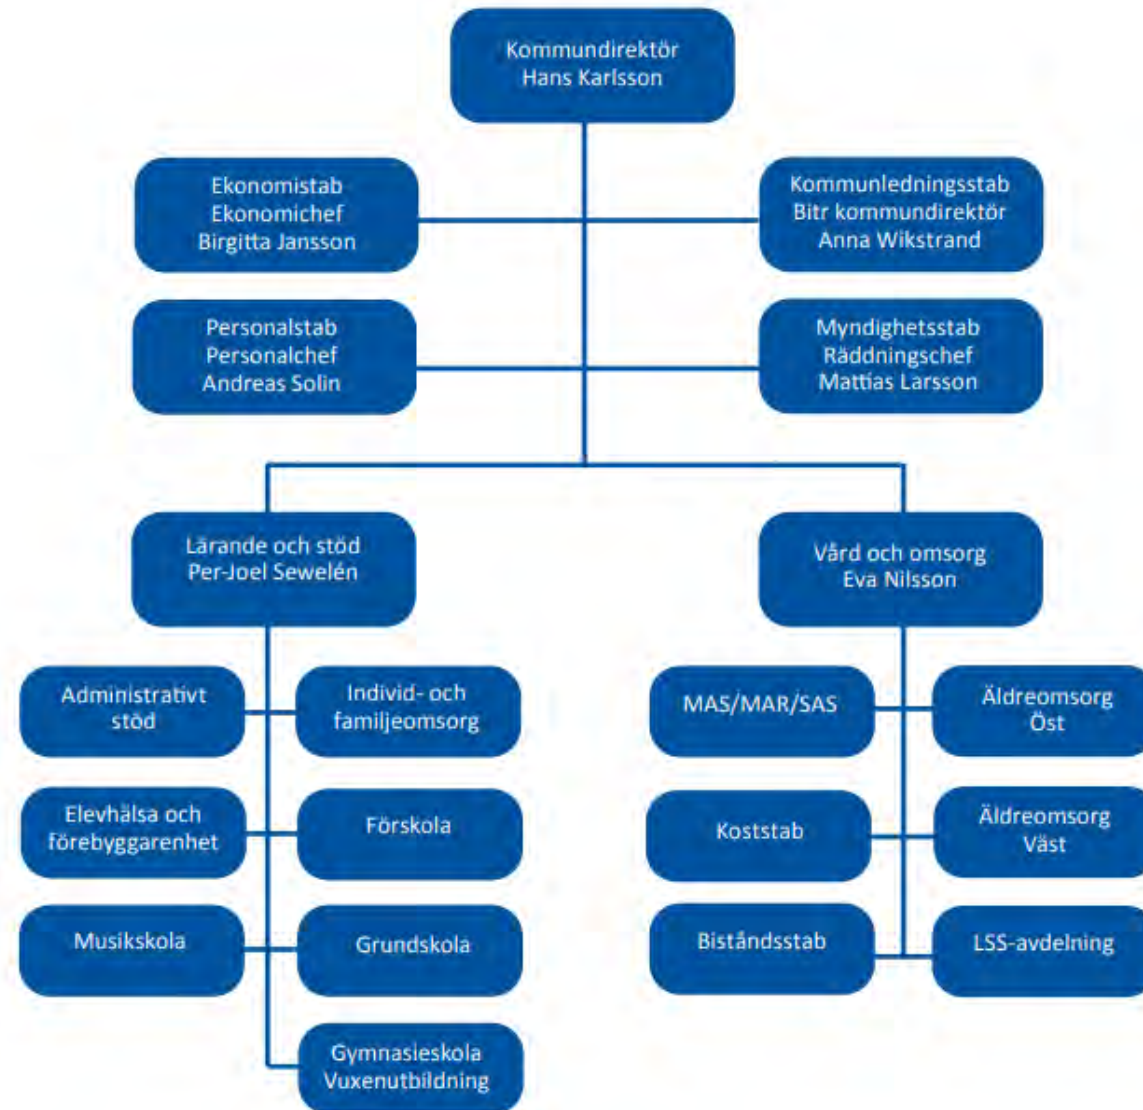 Kommundirektör
Hans Karlsson
Ekonomistab
Ekonomichef
Birgitta Jansson
Kommunledningsstab
Bitr kommundirektör
Anna Wikstrand
Personalstab
Personalchef
Andreas Solin
Myndighetsstab
Räddningschef
Mattias Larsson
Lärande och stöd
Per-Joel Sewelén
Vård och omsorg
Eva Nilsson
Administrativt
stöd
Individ- och
familjeomsorg
Elevhälsa och
förebyggarenhet
Förskola
Musikskola
Grundskola
Gymnasieskola
Vuxenutbildning
MAS/MAR/SAS
Äldreomsorg
Öst
Koststab
Äldreomsorg
Väst
Biståndsstab
LSS-avdelning